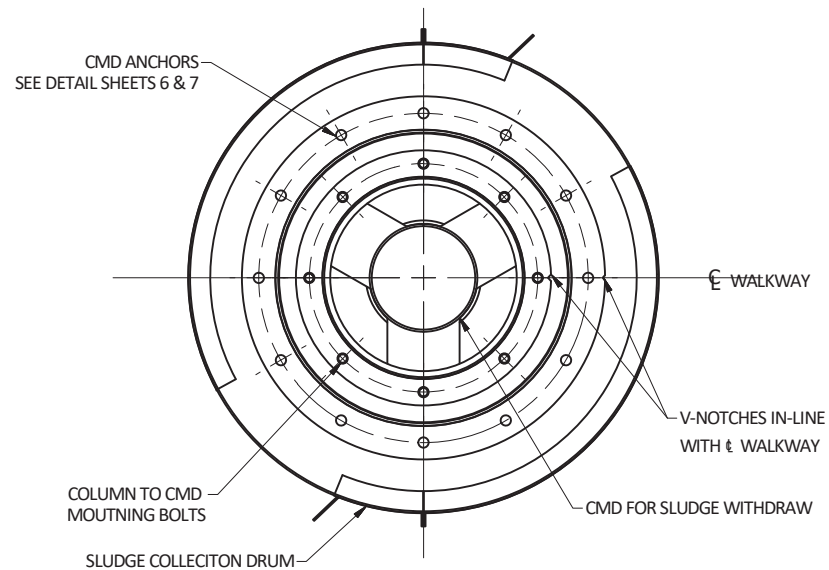 CMD ANCHORS
SEE DETAIL SHEETS 6 & 7
℄ WALKWAY
V-NOTCHES IN-LINE
WITH ℄ WALKWAY
COLUMN TO CMD
MOUTNING BOLTS
CMD FOR SLUDGE WITHDRAW
SLUDGE COLLECITON DRUM